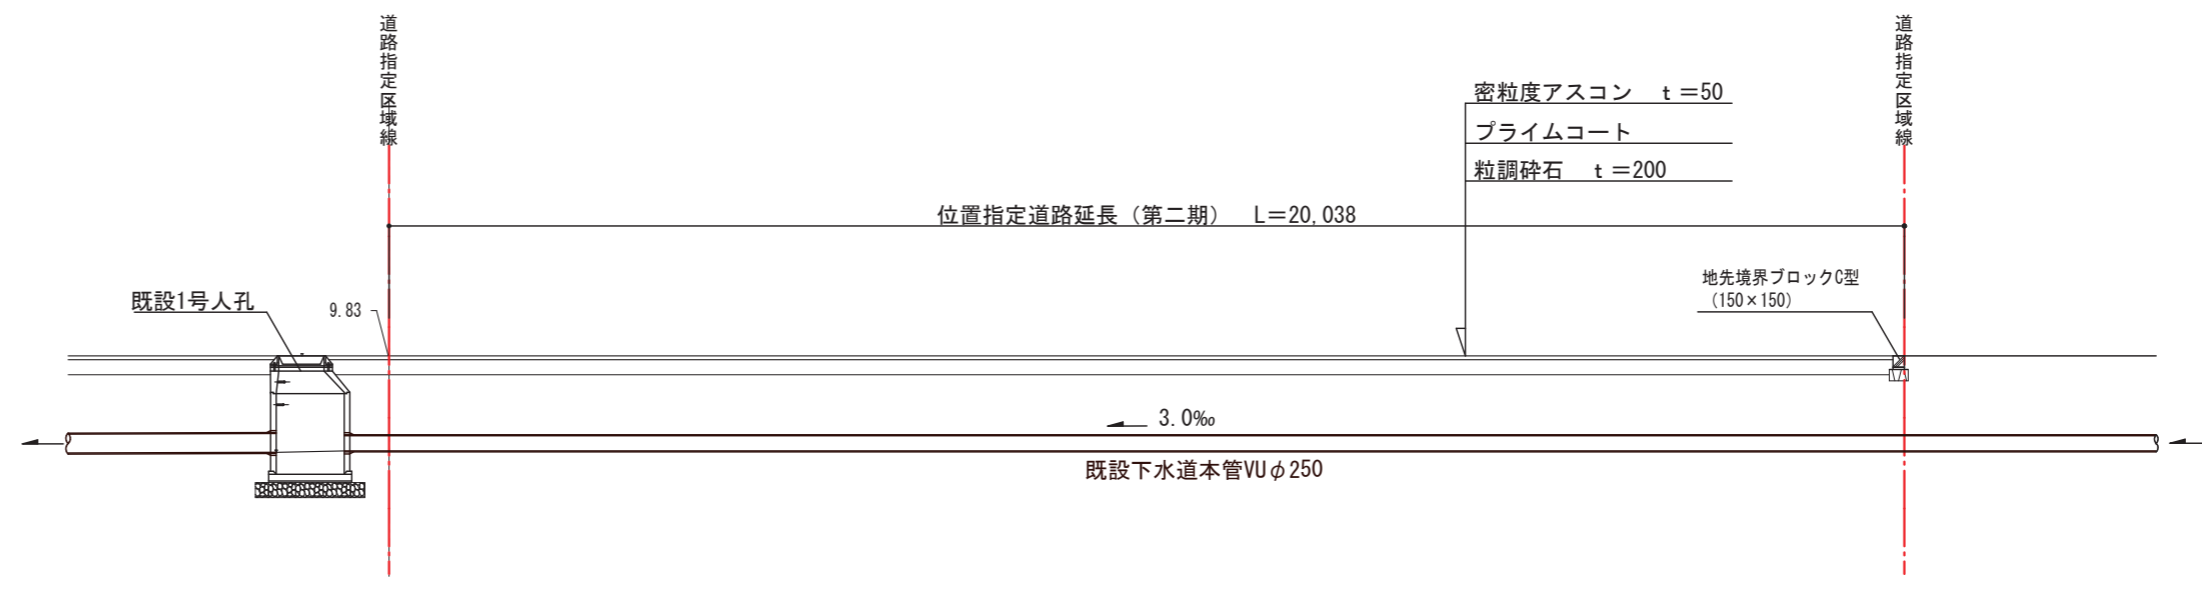 道路指定区域線
道路指定区域線
密粒度アスコン　t＝50
プライムコート
粒調砕石　t＝200
位置指定道路延長（第二期）　L＝20,038
地先境界ブロックC型
（150×150）
既設1号人孔
9.83
3.0‰
既設下水道本管VUφ250